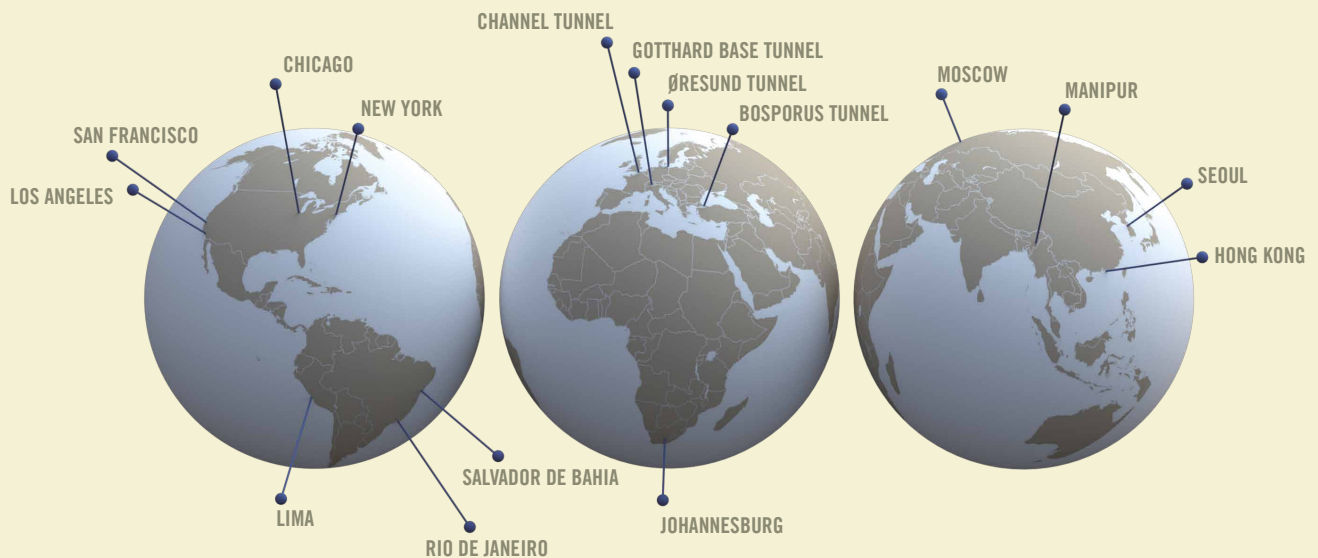 CHANNEL TUNNEL
GOTTHARD BASE TUNNEL
ØRESUND TUNNEL
BOSPORUS TUNNEL
CHICAGO
NEW YORK
SAN FRANCISCO
LOS ANGELES
MOSCOW
MANIPUR
SEOUL
HONG KONG
SALVADOR DE BAHIA
LIMA
RIO DE JANEIRO
JOHANNESBURG